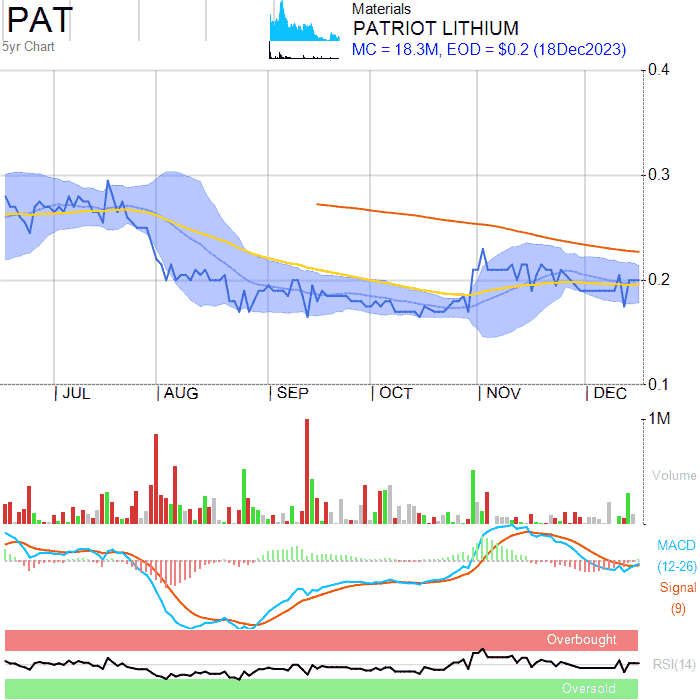 PAT
5yr Chart
Materials
PATRIOT LITHIUM
MC = 18.3M, EOD = $0.2 (18Dec2023)
0.4
0.3
0.2
0.1
JUL AUG SEP OCT NOV DEC
1M
Volume
MACD
(12-26)
Signal
(9)
Overbought
RSI(14)
Oversold